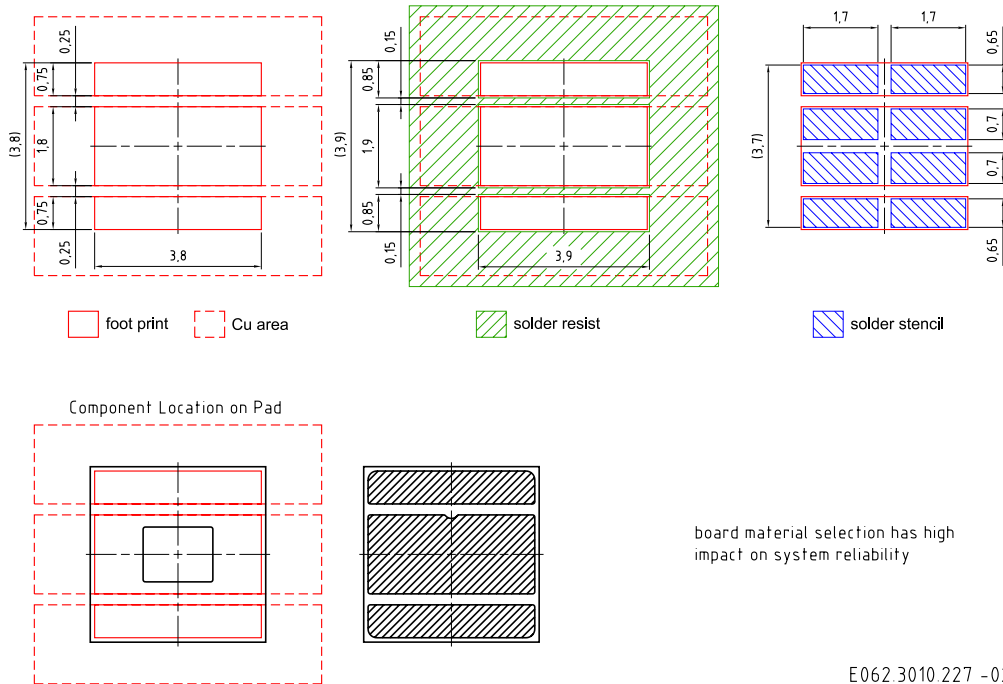 0,25
0,75
(3,8)
1,8
0,75
0,25
3,8
0,15
0,85
(3,9)
1,9
0,85
0,15
3,9
1,7
1,7
0.65
0,7
(3,7)
0,7
0.65
foot print
Cu area
solder resist
solder stencil
Component Location on Pad
board material selection has high
impact on system reliability
E062.3010.227